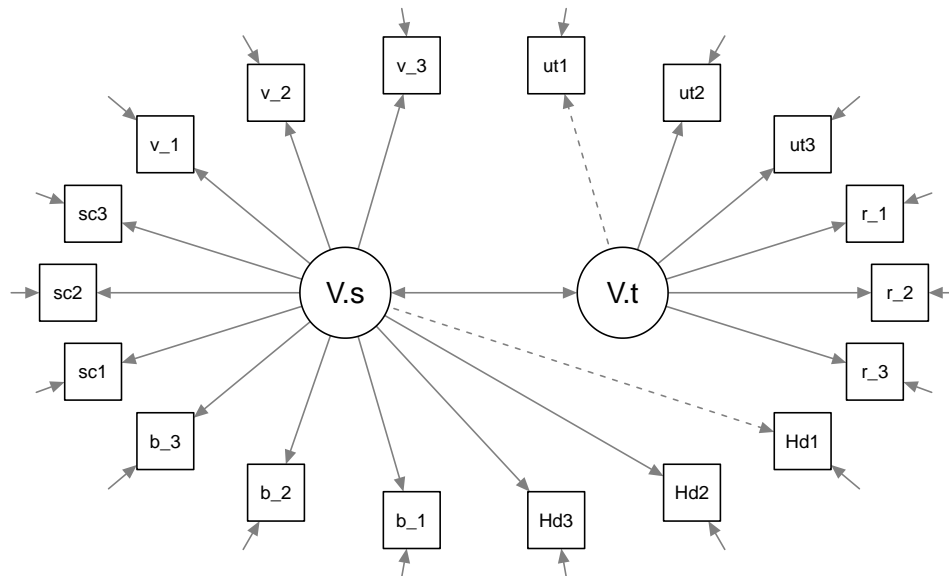 v_3
ut1
v_2
ut2
v_1
ut3
sc3
r_1
V.s
V.t
sc2
r_2
sc1
r_3
b_3
Hd1
b_2
Hd2
b_1
Hd3